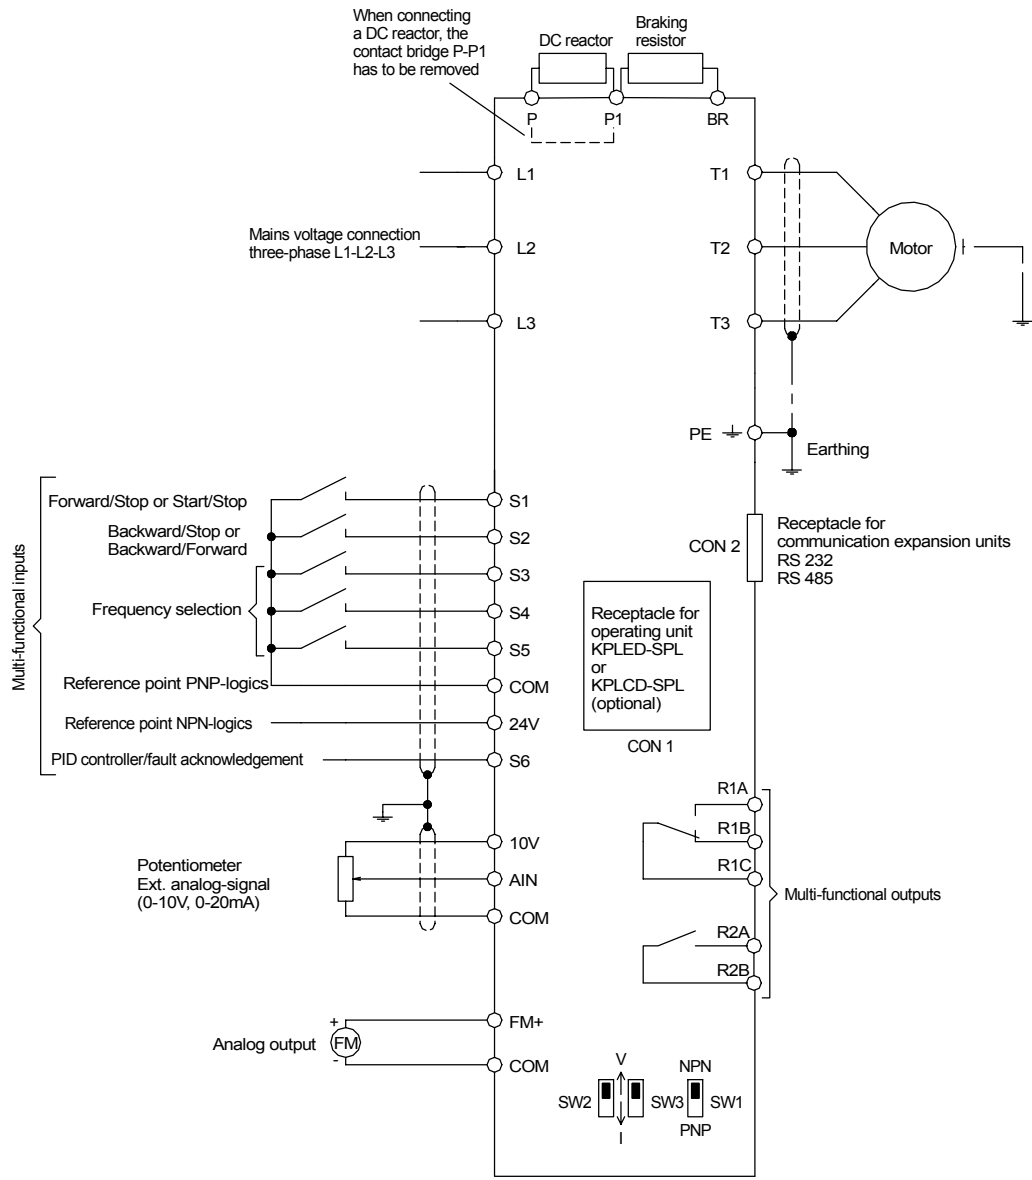 When connecting
a DC reactor, the
contact bridge P-P1
has to be removed
DC reactor
Braking
resistor
P
P1
BR
L1
T1
Mains voltage connection
three-phase L1-L2-L3
L2
T2
Motor
L3
T3
PE
Earthing
Multi-functional inputs
Forward/Stop or Start/Stop
S1
Backward/Stop or
Backward/Forward
S2
S3
Frequency selection
S4
S5
Reference point PNP-logics
COM
Reference point NPN-logics
24V
PID controller/fault acknowledgement
S6
CON 2
Receptacle for
communication expansion units
RS 232
RS 485
Receptacle for
operating unit
KPLED-SPL
or
KPLCD-SPL
(optional)
CON 1
R1A
R1B
R1C
Multi-functional outputs
R2A
R2B
10V
Potentiometer
Ext. analog-signal
(0-10V, 0-20mA)
AIN
COM
Analog output
+
FM
-
FM+
COM
V
NPN
SW2
SW3
SW1
I
PNP